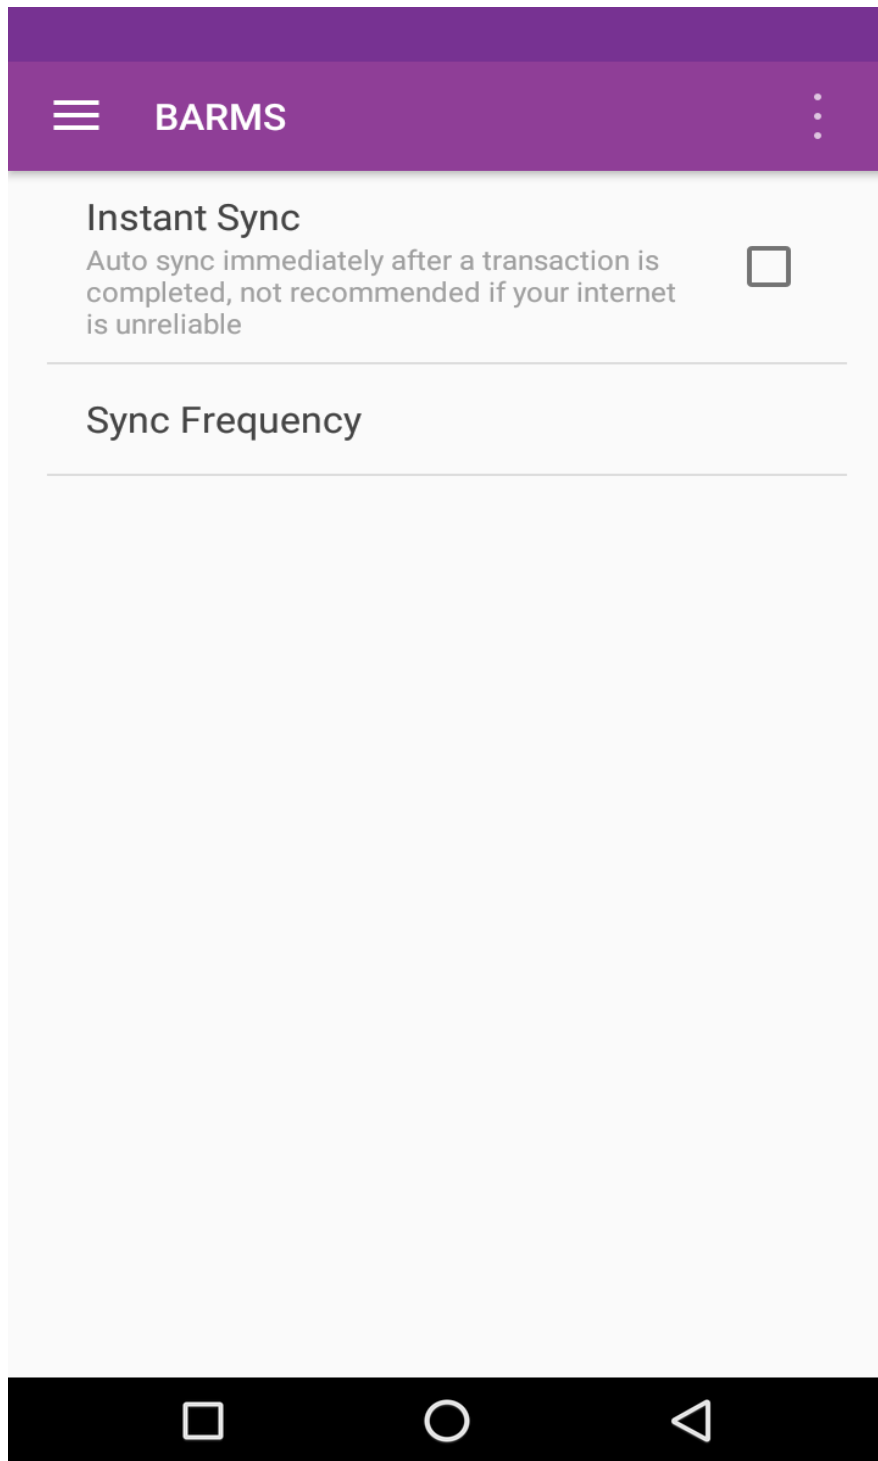 BARMS
Instant Sync
Auto sync immediately after a transaction is
completed, not recommended if your internet
is unreliable
Sync Frequency